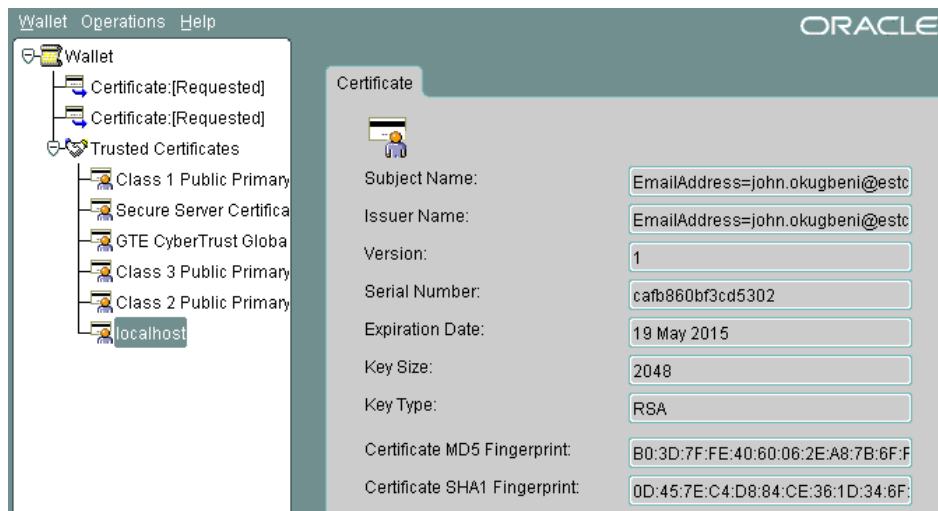 Wallet Operations Help
ORACLE
Wallet
Certificate:[Requested]
Certificate:[Requested]
Trusted Certificates
Class 1 Public Primary
Secure Server Certifica
GTE CyberTrust Globa
Class 3 Public Primary
Class 2 Public Primary
localhost
Certificate
Subject Name: EmailAddress=john.okugbeni@estc
Issuer Name: EmailAddress=john.okugbeni@estc
Version: 1
Serial Number: cafb860bf3cd5302
Expiration Date: 19 May 2015
Key Size: 2048
Key Type: RSA
Certificate MD5 Fingerprint: B0:3D:7F:FE:40:60:06:2E:A8:7B:6F:F
Certificate SHA1 Fingerprint: 0D:45:7E:C4:D8:84:CE:36:1D:34:6F: